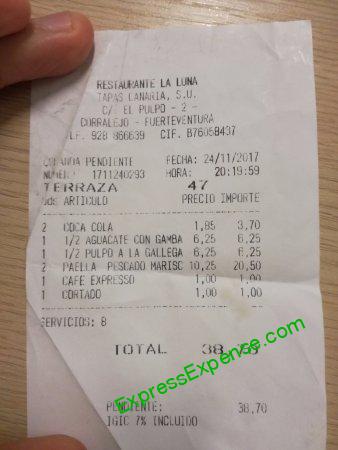 RESTAURANTE LA LUNA
TAPAS CANARIA, S.U.
C/. EL PULPO - 2 -
CORRALEJO - FUERTEVENTURA
LF. 928 866639 CIF. B76058437
PENDIENTE FECHA: 24/11/2017
NUMERO: 1711240293 HORA: 20:19:59
TERRAZA 47
Uds ARTICULO PRECIO IMPORTE
2 COCA COLA 1,85 3,70
1 1/2 AGUACATE CON GAMBA 6,25 6,25
1 1/2 PULPO A LA GALLEGA 6,25 6,25
2 PAELLA PESCADO MARISC 10,25 20,50
1 CAFE EXPRESSO 1,00 1,00
1 CORTADO 1,00 1,00
SERVICIOS: 8
TOTAL 38,70
ExpressExpense.com
PENDIENTE: 38,70
IGIC 7% INCLUIDO